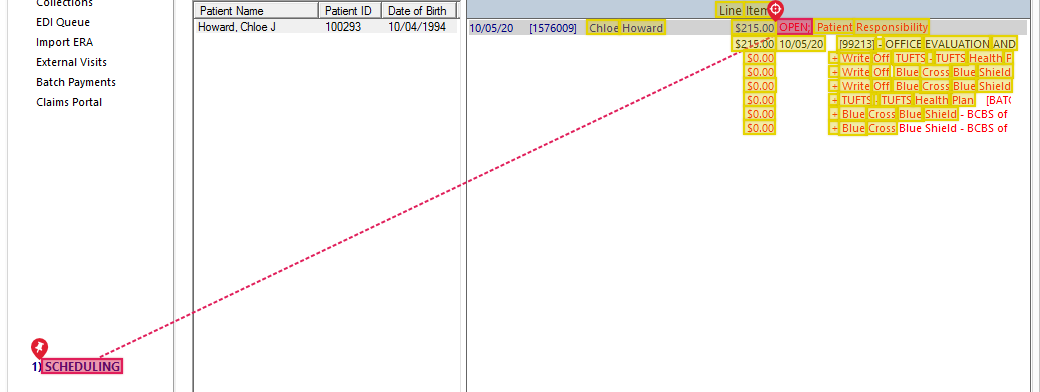 Collections
EDI Queue
Import ERA
External Visits
Batch Payments
Claims Portal
1) SCHEDULING
Patient Name Patient ID Date of Birth
Howard, Chloe J 100293 10/04/1994
Line Item
10/05/20 [1576009] Chloe Howard $215.00 OPEN; Patient Responsibility
$215.00 10/05/20 [99213] - OFFICE EVALUATION AND
$0.00 + Write Off TUFTS - TUFTS Health P
$0.00 + Write Off Blue Cross Blue Shield
$0.00 + Write Off Blue Cross Blue Shield
$0.00 + TUFTS - TUFTS Health Plan [BATC
$0.00 + Blue Cross Blue Shield - BCBS of
$0.00 + Blue Cross Blue Shield - BCBS of